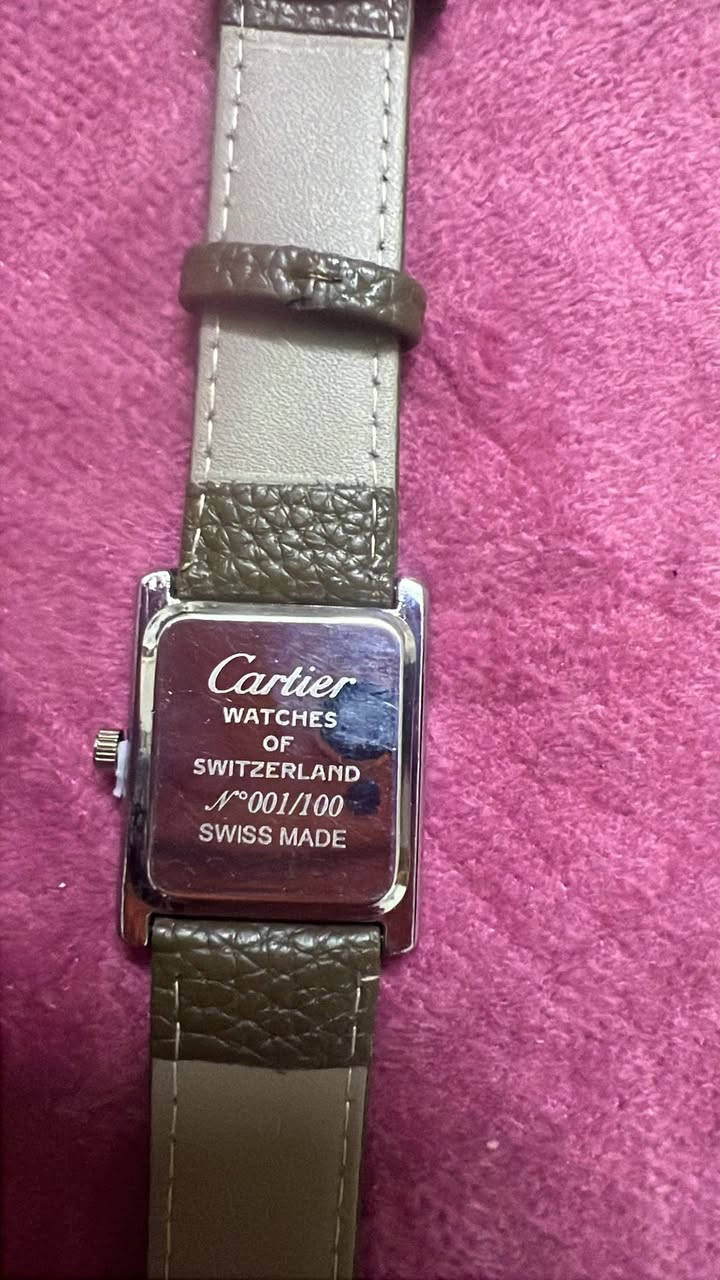 Cartier
WATCHES
OF
SWITZERLAND
N°001/100
SWISS MADE